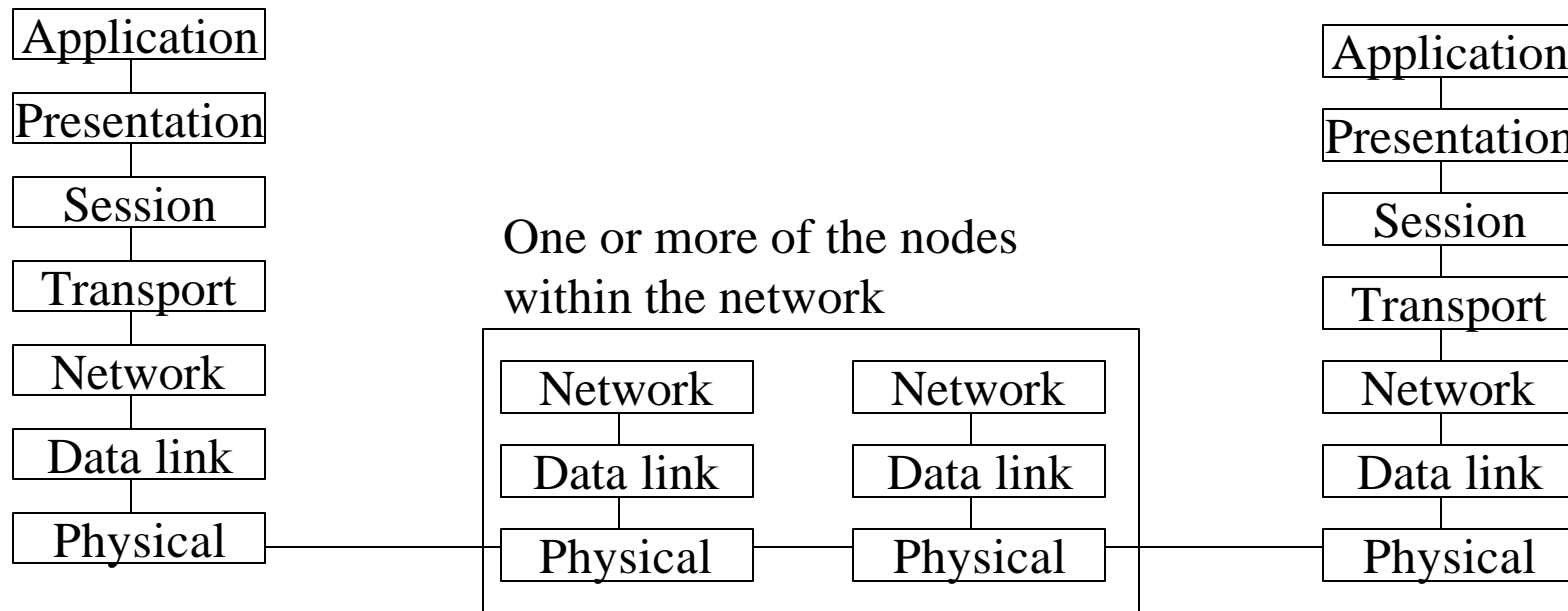 Application
Presentation
Session
Transport
Network
Data link
Physical
One or more of the nodes
within the network
Network
Data link
Physical
Network
Data link
Physical
Application
Presentation
Session
Transport
Network
Data link
Physical